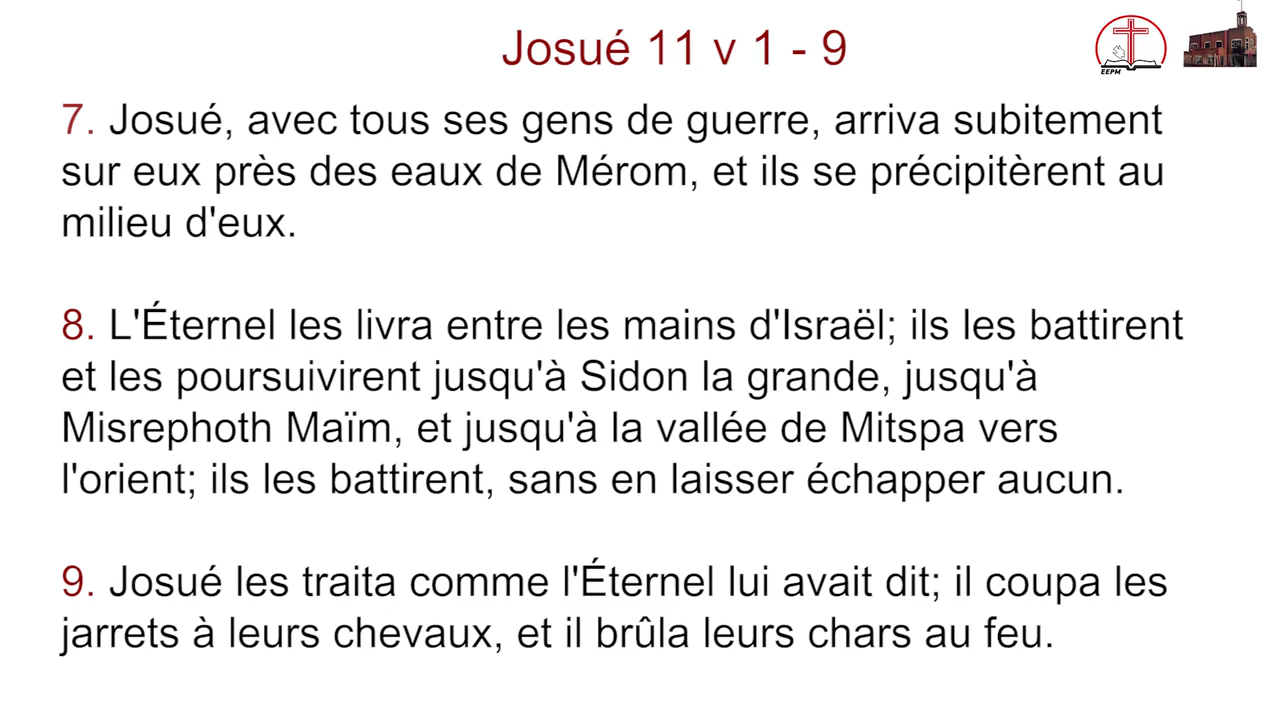 Josué 11 v 1 - 9
EEPM
7. Josué, avec tous ses gens de guerre, arriva subitement
sur eux près des eaux de Mérom, et ils se précipitèrent au
milieu d'eux.
8. L'Éternel les livra entre les mains d'Israël; ils les battirent
et les poursuivirent jusqu'à Sidon la grande, jusqu'à
Misrephoth Maïm, et jusqu'à la vallée de Mitspa vers
l'orient; ils les battirent, sans en laisser échapper aucun.
9. Josué les traita comme l'Éternel lui avait dit; il coupa les
jarrets à leurs chevaux, et il brûla leurs chars au feu.